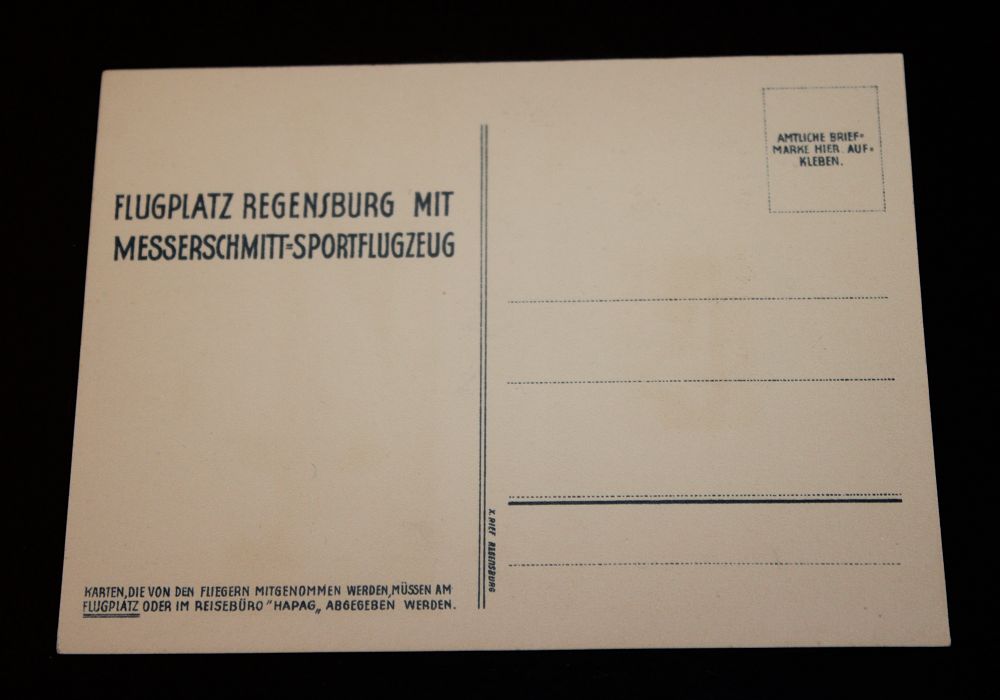 FLUGPLATZ REGENSBURG MIT
MESSERSCHMITT=SPORTFLUGZEUG
AMTLICHE BRIEF=
MARKE HIER AUF=
KLEBEN.
KARTEN, DIE VON DEN FLIEGERN MITGENOMMEN WERDEN, MÜSSEN AM
FLUGPLATZ ODER IM REISEBÜRO "HAPAG„ ABGEGEBEN WERDEN.
X. RIEF REGENSBURG